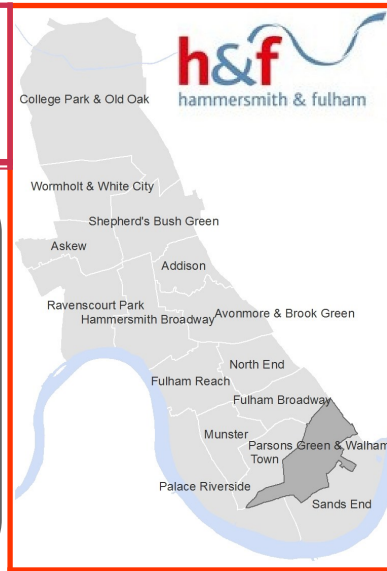 h&f
hammersmith & fulham
College Park & Old Oak
Wormholt & White City
Shepherd's Bush Green
Askew
Addison
Ravenscourt Park
Hammersmith Broadway
Avonmore & Brook Green
North End
Fulham Reach
Fulham Broadway
Munster
Parsons Green & Walham
Town
Palace Riverside
Sands End